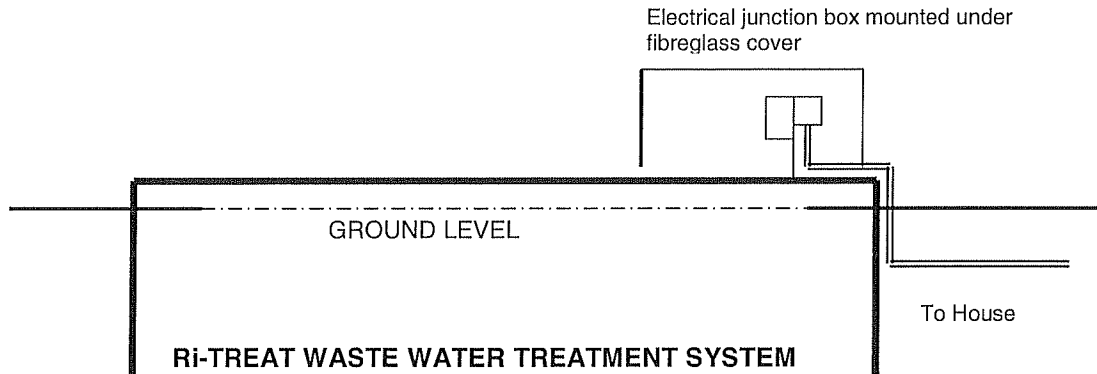 Electrical junction box mounted under
fibreglass cover
GROUND LEVEL
To House
Ri-TREAT WASTE WATER TREATMENT SYSTEM